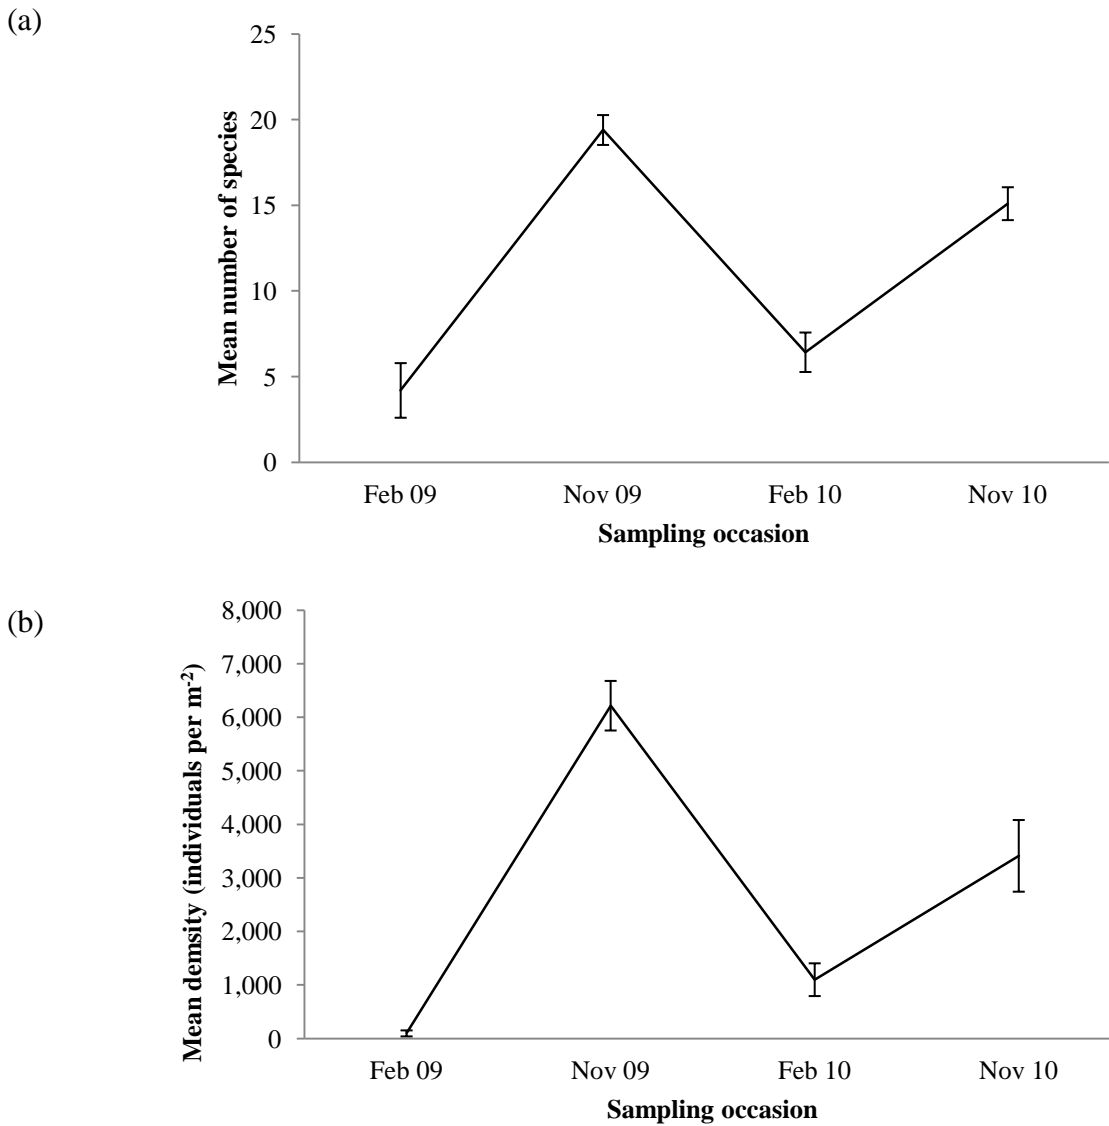 (a)
25
20
15
10
5
0
Mean number of species
Feb 09 Nov 09 Feb 10 Nov 10
Sampling occasion
(b)
8,000
7,000
6,000
5,000
4,000
3,000
2,000
1,000
0
Mean demsity (individuals per m-2)
Feb 09 Nov 09 Feb 10 Nov 10
Sampling occasion